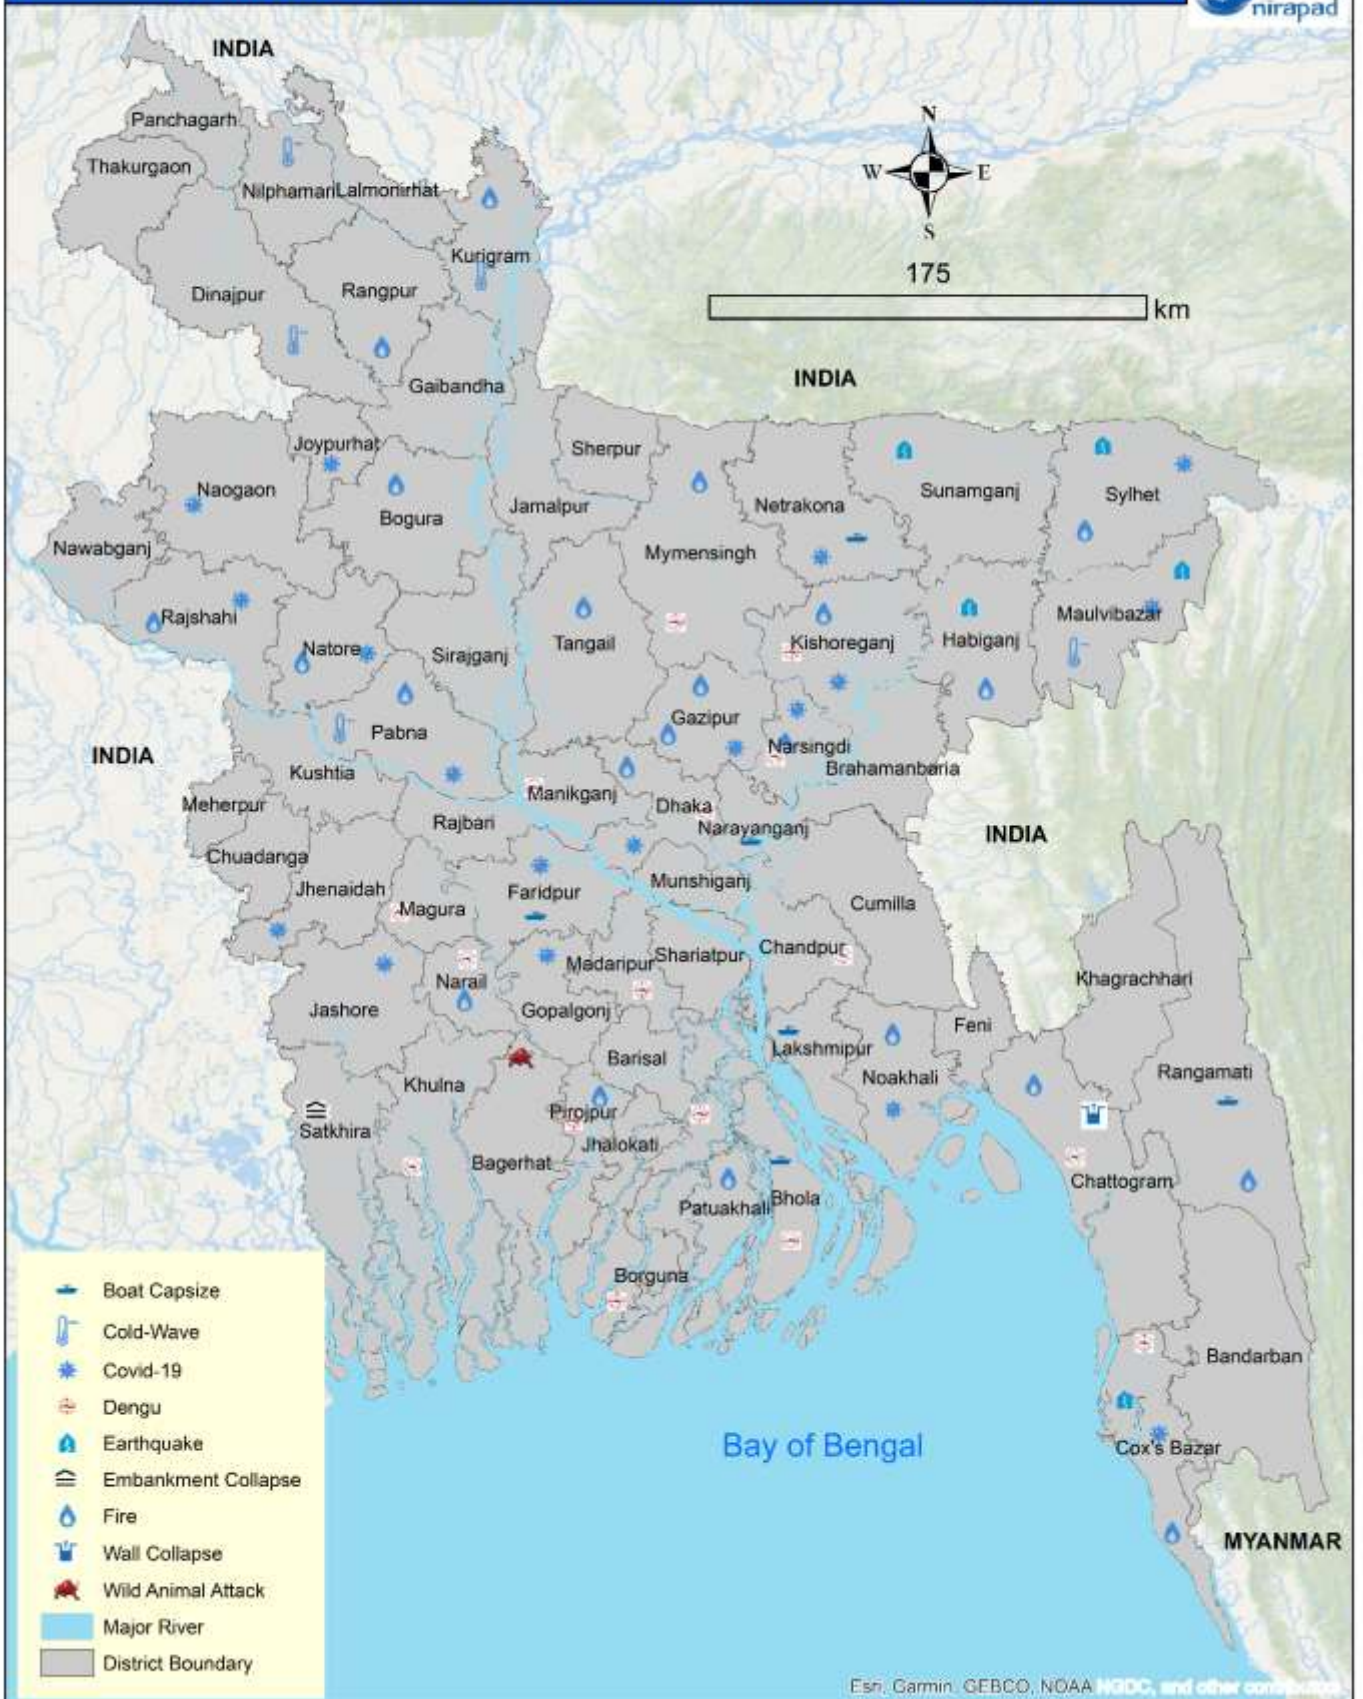 nirapad
INDIA
Panchagarh
Thakurgaon
Nilphamari
Lalmonirhat
N
W
E
S
Kurigram
175
km
Dinajpur
Rangpur
INDIA
Gaibandha
Joypurhat
Sherpur
Naogaon
Bogura
Jamalpur
Netrakona
Sunamganj
Sylhet
Nawabganj
Mymensingh
Rajshahi
Natore
Sirajganj
Tangail
Kishoreganj
Habiganj
Maulvibazar
INDIA
Pabna
Gazipur
Narsingdi
Kushtia
Brahamanbaria
Meherpur
Manikganj
Dhaka
Rajbari
Narayanganj
INDIA
Chuadanga
Jhenaidah
Magura
Faridpur
Munshiganj
Cumilla
Madaripur
Shariatpur
Chandpur
Narail
Khagrachhari
Jashore
Gopalgonj
Feni
Barisal
Lakshmipur
Noakhali
Rangamati
Khulna
Pirojpur
Satkhira
Jhalokati
Bagerhat
Patuakhali
Bhola
Chattogram
Borguna
Bandarban
Bay of Bengal
Cox's Bazar
MYANMAR
Boat Capsize
Cold-Wave
Covid-19
Dengu
Earthquake
Embankment Collapse
Fire
Wall Collapse
Wild Animal Attack
Major River
District Boundary
Esri, Garmin, GEBCO, NOAA NGDC, and other contributors